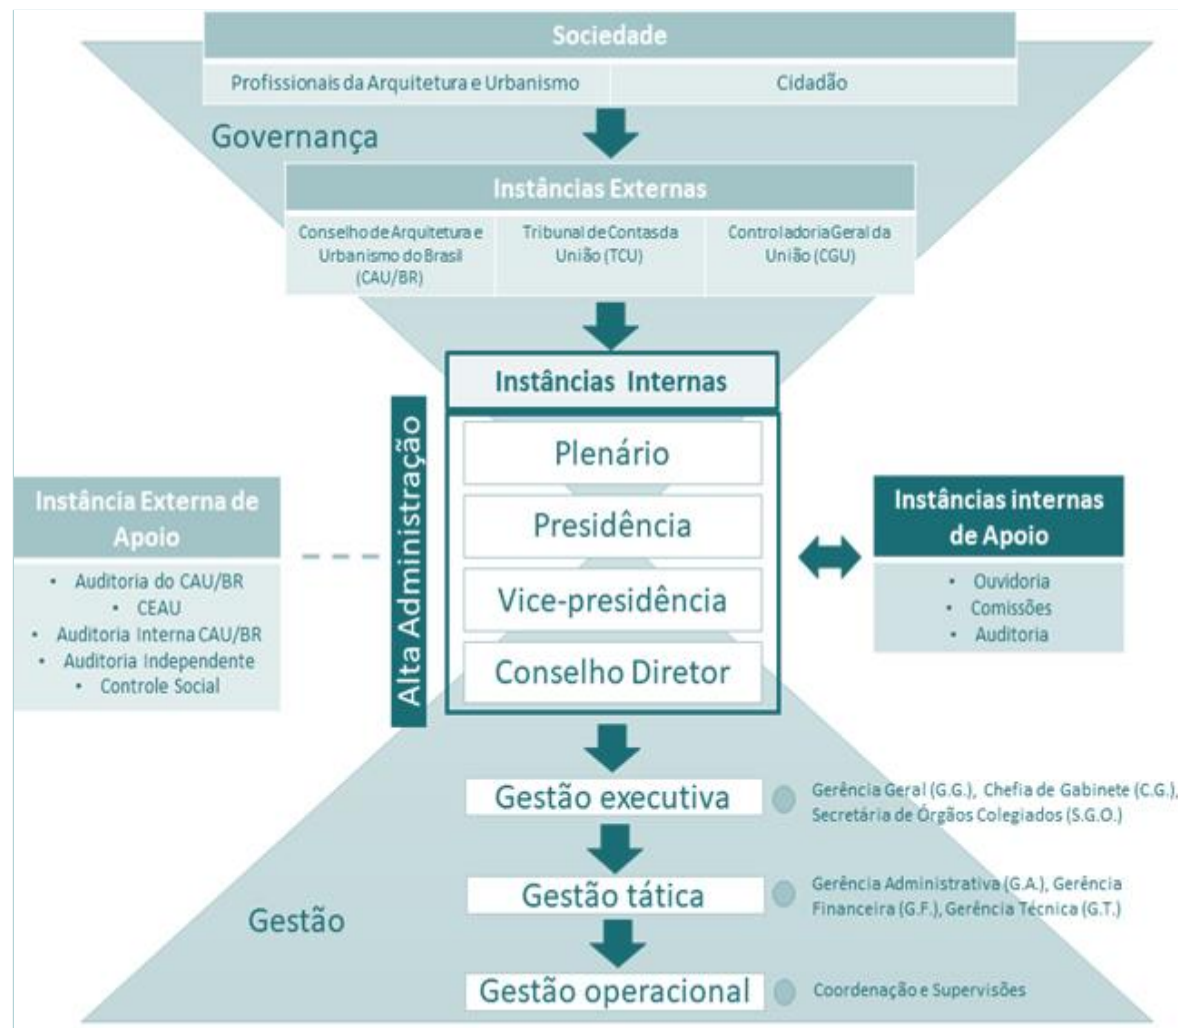 Sociedade
Profissionais da Arquitetura e Urbanismo
Cidadão
Governança
Instâncias Externas
Conselho de Arquitetura e
Urbanismo do Brasil
(CAU/BR)
Tribunal de Contas da
União (TCU)
Controladoria Geral da
União (CGU)
Instâncias Internas
Alta Administração
Plenário
Presidência
Vice-presidência
Conselho Diretor
Instância Externa de
Apoio
• Auditoria do CAU/BR
• CEAU
• Auditoria Interna CAU/BR
• Auditoria Independente
• Controle Social
Instâncias internas
de Apoio
• Ouvidoria
• Comissões
• Auditoria
Gestão
Gestão executiva
Gerência Geral (G.G.), Chefia de Gabinete (C.G.),
Secretária de Órgãos Colegiados (S.G.O.)
Gestão tática
Gerência Administrativa (G.A.), Gerência
Financeira (G.F.), Gerência Técnica (G.T.)
Gestão operacional
Coordenação e Supervisões